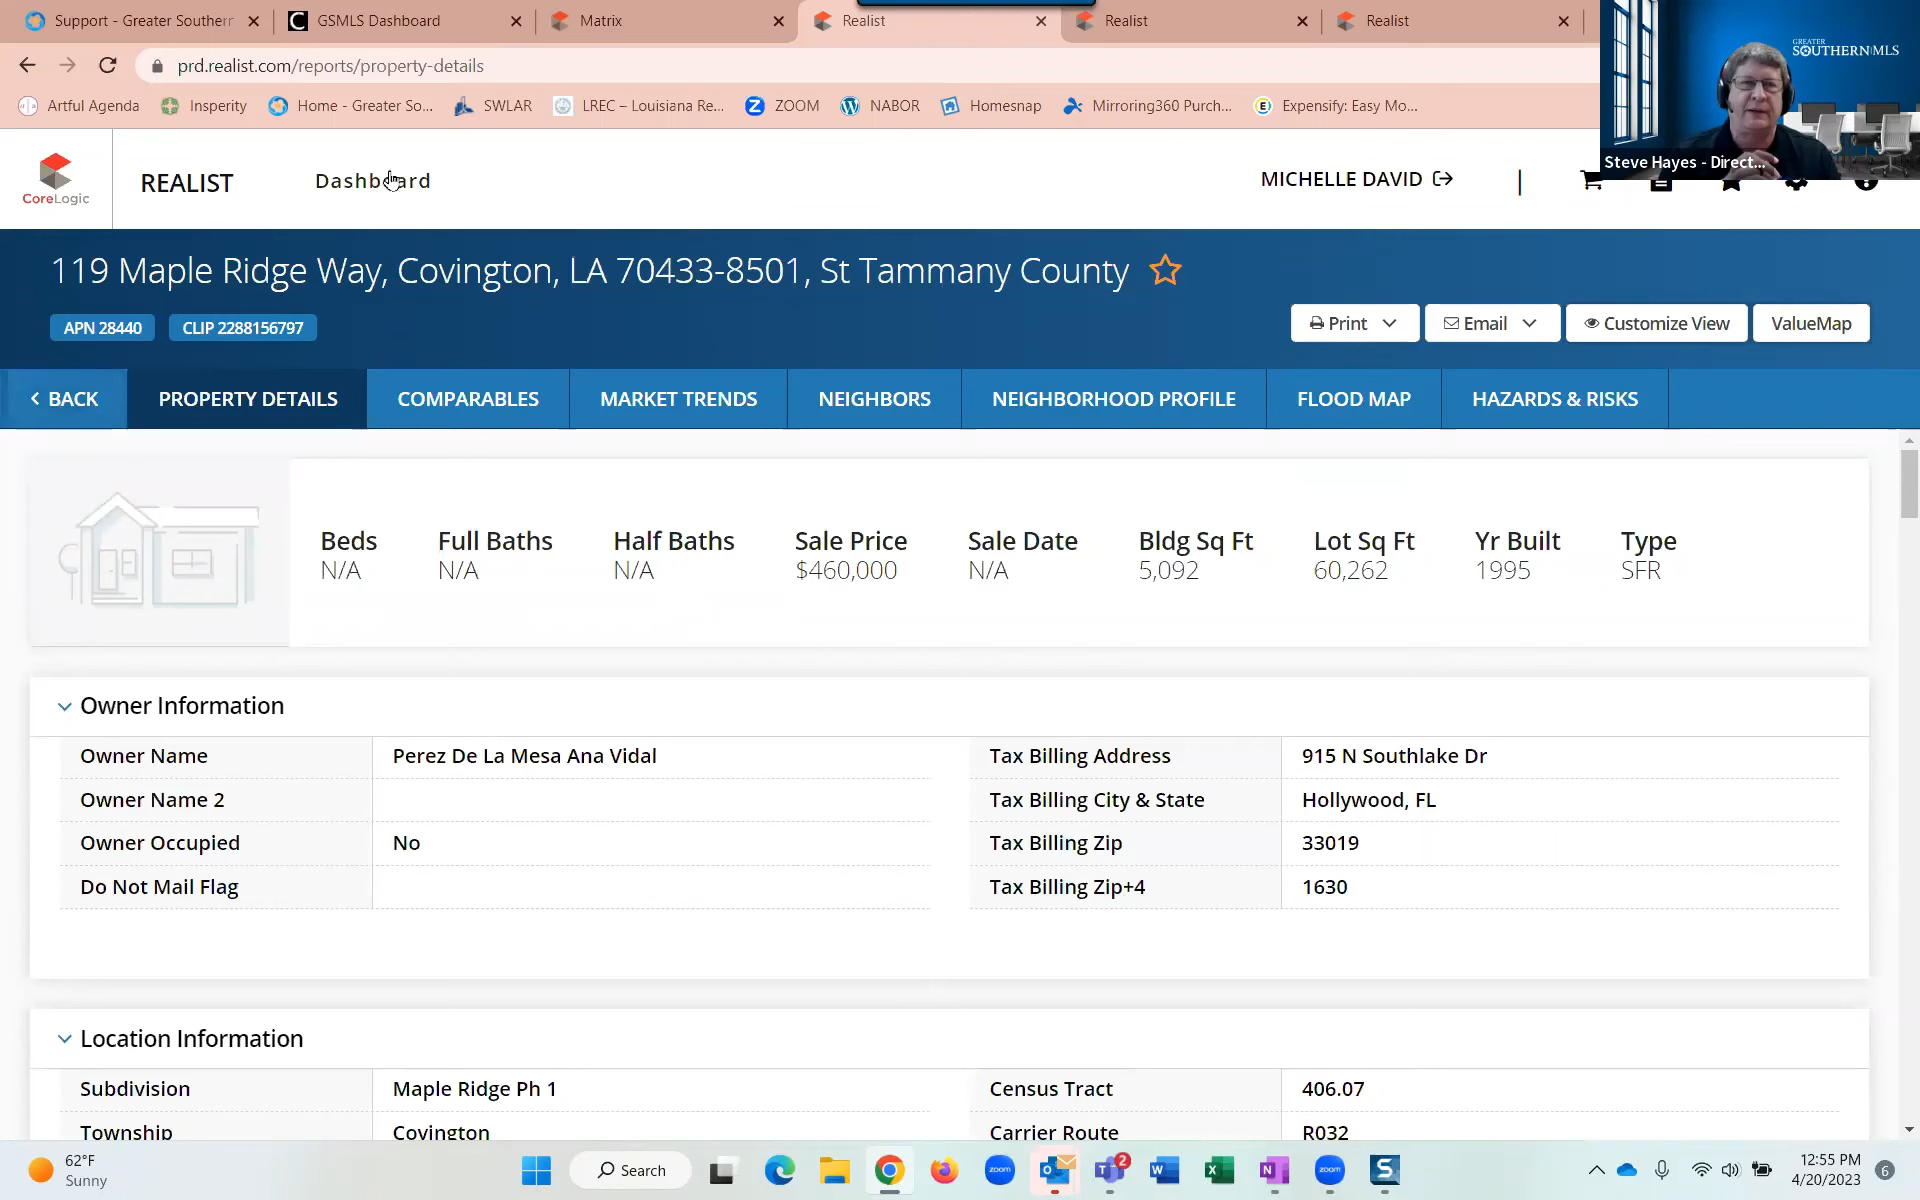 Support - Greater Southern
GSMLS Dashboard
Matrix
Realist
Realist
Realist
prd.realist.com/reports/property-details
Artful Agenda
Insperity
Home - Greater So...
SWLAR
LREC – Louisiana Re...
ZOOM
NABOR
Homesnap
Mirroring360 Purch...
Expensify: Easy Mo...
GREATER
SOUTHERN MLS
Steve Hayes - Direct...
CoreLogic
REALIST
Dashboard
MICHELLE DAVID
119 Maple Ridge Way, Covington, LA 70433-8501, St Tammany County
APN 28440
CLIP 2288156797
Print
Email
Customize View
ValueMap
BACK
PROPERTY DETAILS
COMPARABLES
MARKET TRENDS
NEIGHBORS
NEIGHBORHOOD PROFILE
FLOOD MAP
HAZARDS & RISKS
Beds Full Baths Half Baths Sale Price Sale Date Bldg Sq Ft Lot Sq Ft Yr Built Type
N/A N/A N/A $460,000 N/A 5,092 60,262 1995 SFR
Owner Information
Owner Name Perez De La Mesa Ana Vidal Tax Billing Address 915 N Southlake Dr
Owner Name 2 Tax Billing City & State Hollywood, FL
Owner Occupied No Tax Billing Zip 33019
Do Not Mail Flag Tax Billing Zip+4 1630
Location Information
Subdivision Maple Ridge Ph 1 Census Tract 406.07
Township Covington Carrier Route R032
62°F
Sunny
Search
zoom
2
zoom
12:55 PM
4/20/2023
6